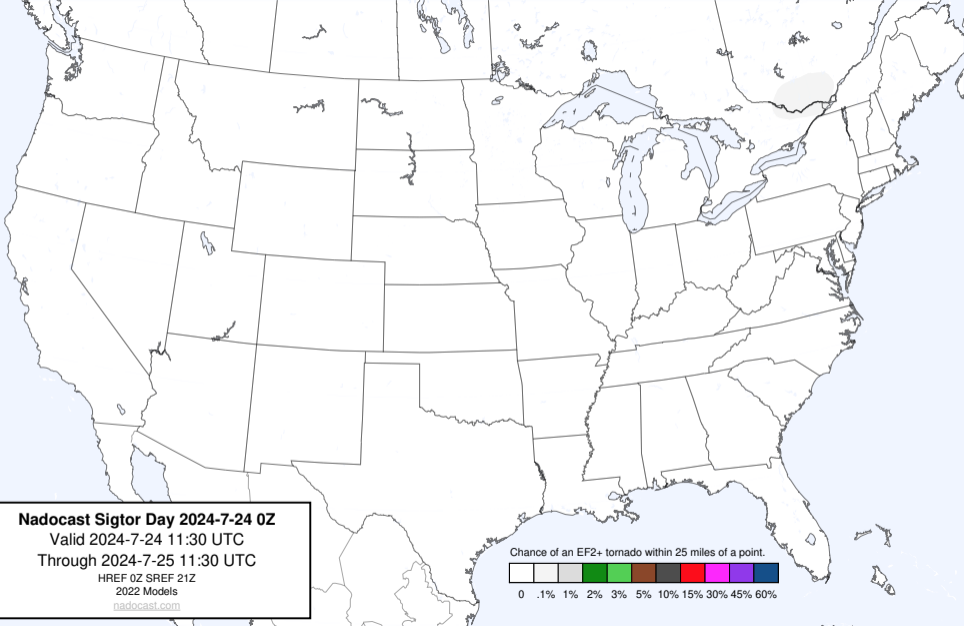 Nadocast Sigtor Day 2024-7-24 0Z
Valid 2024-7-24 11:30 UTC
Through 2024-7-25 11:30 UTC
HREF 0Z SREF 21Z
2022 Models
nadocast.com
Chance of an EF2+ tornado within 25 miles of a point.
0 .1% 1% 2% 3% 5% 10% 15% 30% 45% 60%